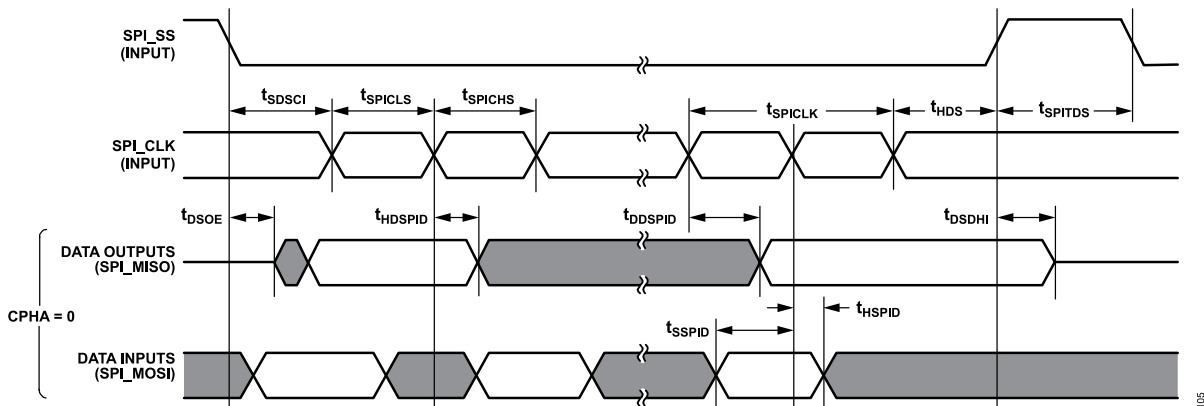 SPI_SS
(INPUT)
tSDSCI
tSPICLS
tSPICHS
tSPICLK
tHDS
tSPITDS
SPI_CLK
(INPUT)
tDSOE
tHDSPID
tDDSPID
tDSDHI
DATA OUTPUTS
(SPI_MISO)
CPHA = 0
tSSPID
tHSPID
DATA INPUTS
(SPI_MOSI)
105